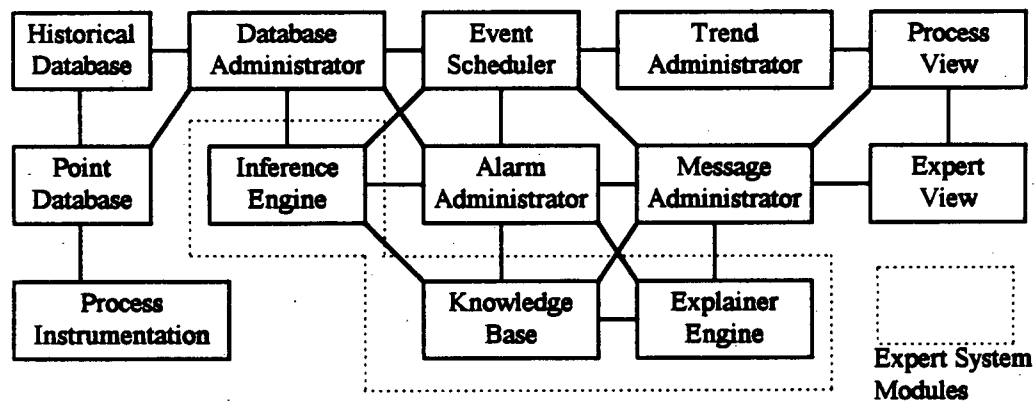 Historical
Database
Database
Administrator
Event
Scheduler
Trend
Administrator
Process
View
Point
Database
Inference
Engine
Alarm
Administrator
Message
Administrator
Expert
View
Process
Instrumentation
Knowledge
Base
Explainer
Engine
Expert System
Modules